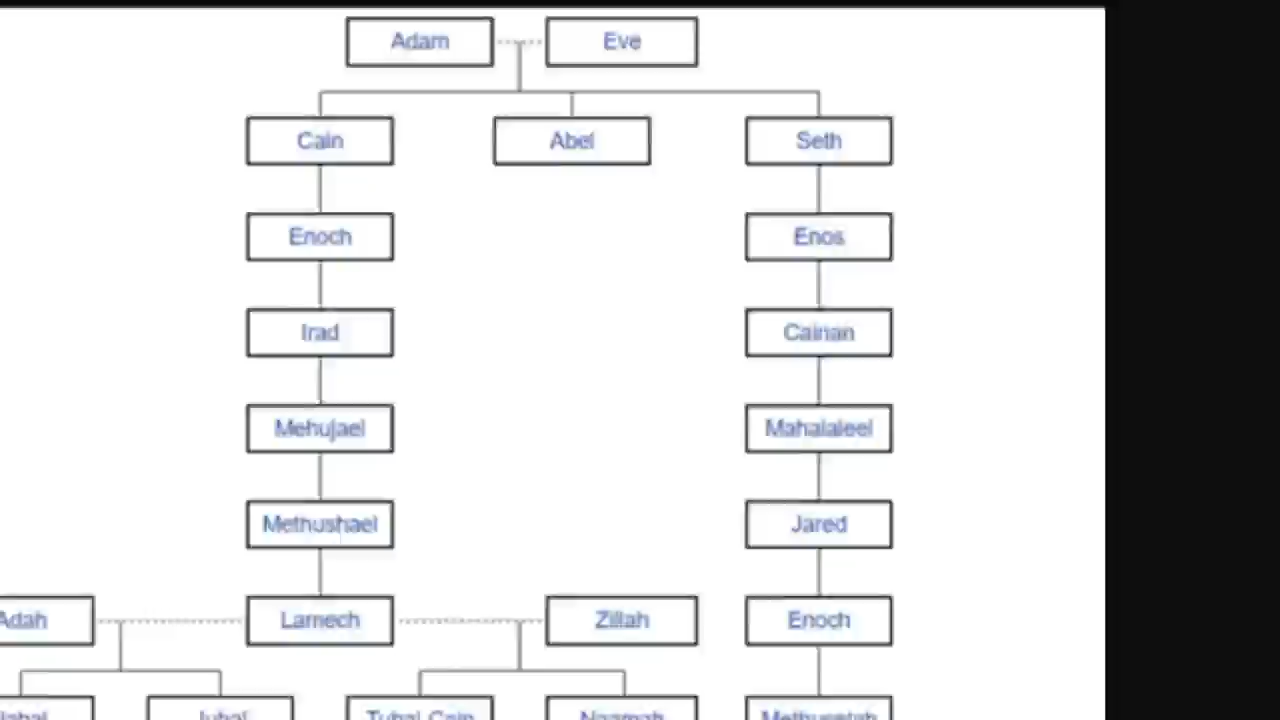 Adam Eve
Cain Abel Seth
Enoch Enos
Irad Cainan
Mehujael Mahalaleel
Methushael Jared
Adah Lamech Zillah Enoch
Jubal Tubal-Cain Naamah Methuselah